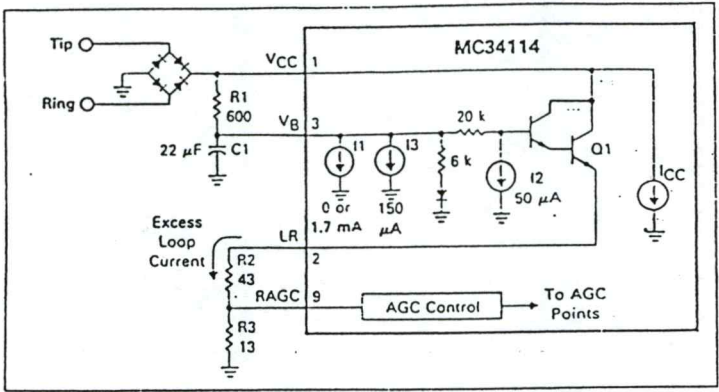 MC34114
Tip
VCC 1
Ring
R1
600
VB 3
20 k
22 µF C1
I1
I3
6 k
I2
50 µA
Q1
ICC
0 or
1.7 mA
150
µA
Excess
Loop
Current
LR
2
R2
43
RAGC 9
AGC Control
To AGC
Points
R3
13